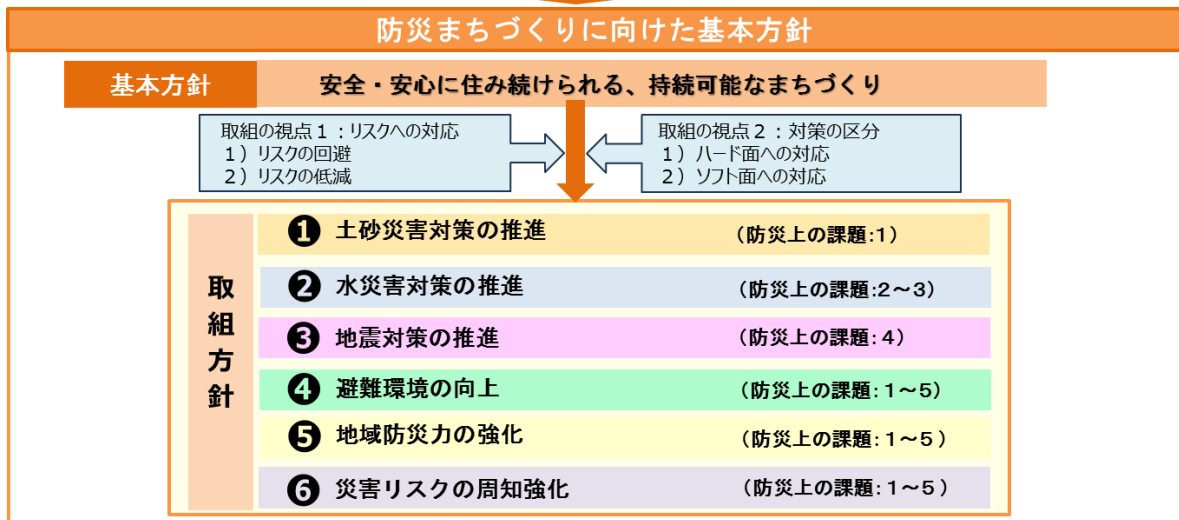 防災まちづくりに向けた基本方針
基本方針 安全・安心に住み続けられる、持続可能なまちづくり
取組の視点１：リスクへの対応
１）リスクの回避
２）リスクの低減
取組の視点２：対策の区分
１）ハード面への対応
２）ソフト面への対応
取組方針
❶ 土砂災害対策の推進 （防災上の課題:１）
❷ 水災害対策の推進 （防災上の課題:２～３）
❸ 地震対策の推進 （防災上の課題:４）
❹ 避難環境の向上 （防災上の課題:１～５）
❺ 地域防災力の強化 （防災上の課題:１～５）
❻ 災害リスクの周知強化 （防災上の課題:１～５）